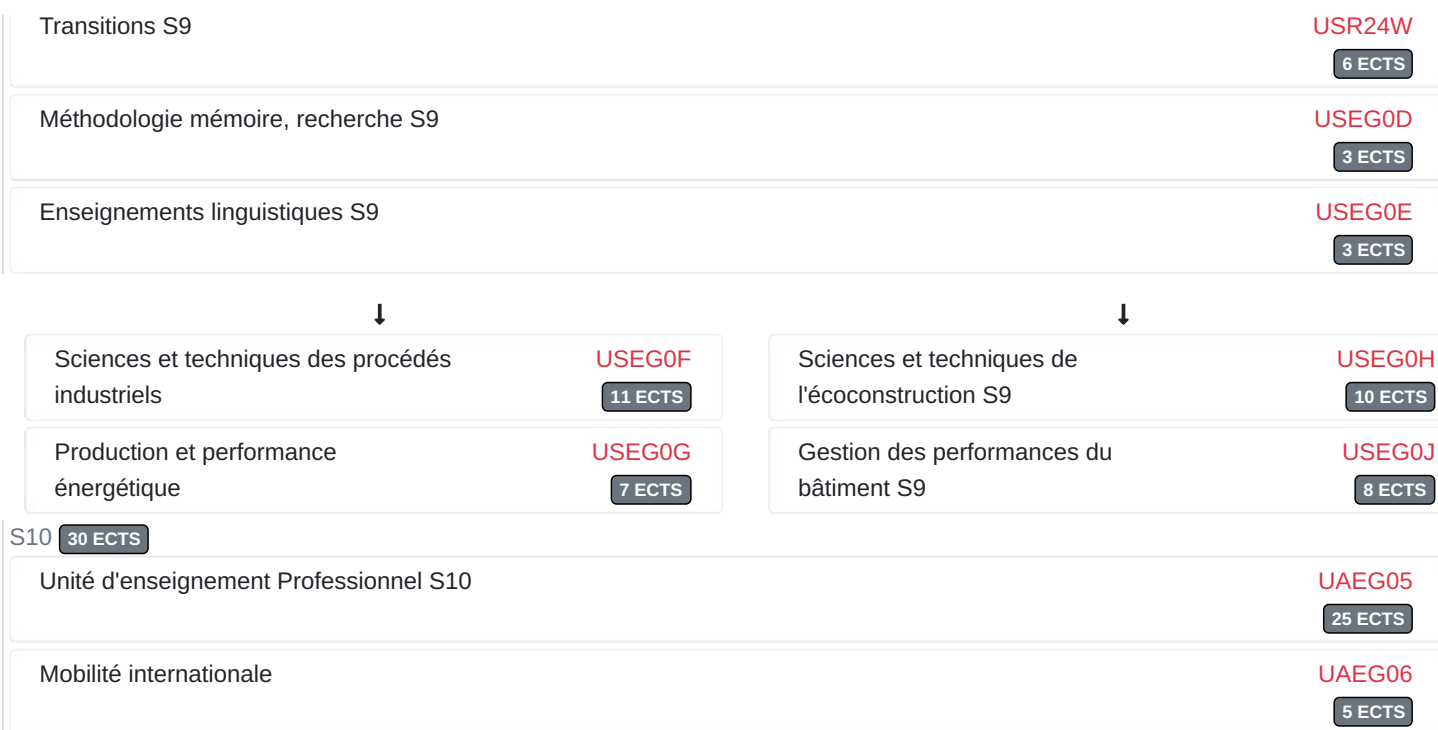 Transitions S9 USR24W
6 ECTS
Méthodologie mémoire, recherche S9 USEG0D
3 ECTS
Enseignements linguistiques S9 USEG0E
3 ECTS
Sciences et techniques des procédés USEG0F
industriels 11 ECTS
Production et performance USEG0G
énergétique 7 ECTS
Sciences et techniques de USEG0H
l'écoconstruction S9 10 ECTS
Gestion des performances du USEG0J
bâtiment S9 8 ECTS
S10 30 ECTS
Unité d'enseignement Professionnel S10 UAEG05
25 ECTS
Mobilité internationale UAEG06
5 ECTS